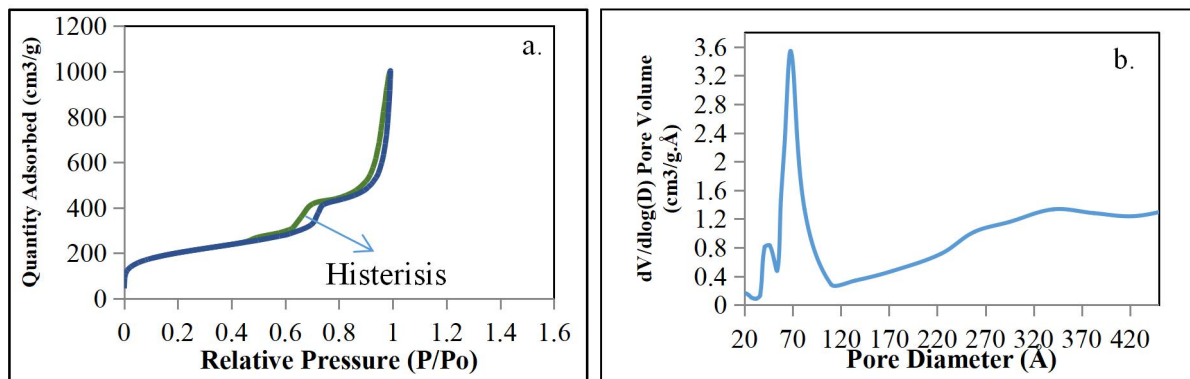 a.
Quantity Adsorbed (cm3/g)
1200
1000
800
600
400
200
0
Histerisis
0 0.2 0.4 0.6 0.8 1 1.2 1.4 1.6
Relative Pressure (P/Po)
b.
dV/dlog(D) Pore Volume
(cm3/g.Å)
3.6
3.2
2.8
2.4
2
1.6
1.2
0.8
0.4
0
20 70 120 170 220 270 320 370 420
Pore Diameter (Å)